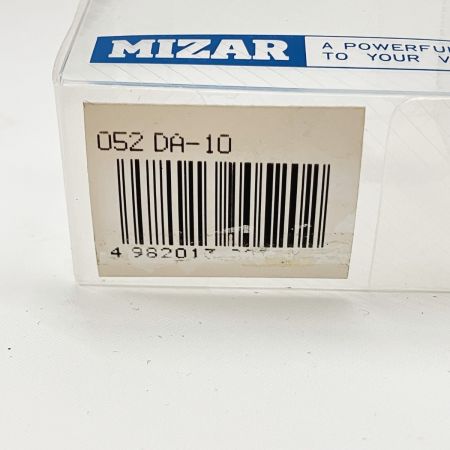 MIZAR
A POWERFU
TO YOUR V
052 DA-10
4 982017